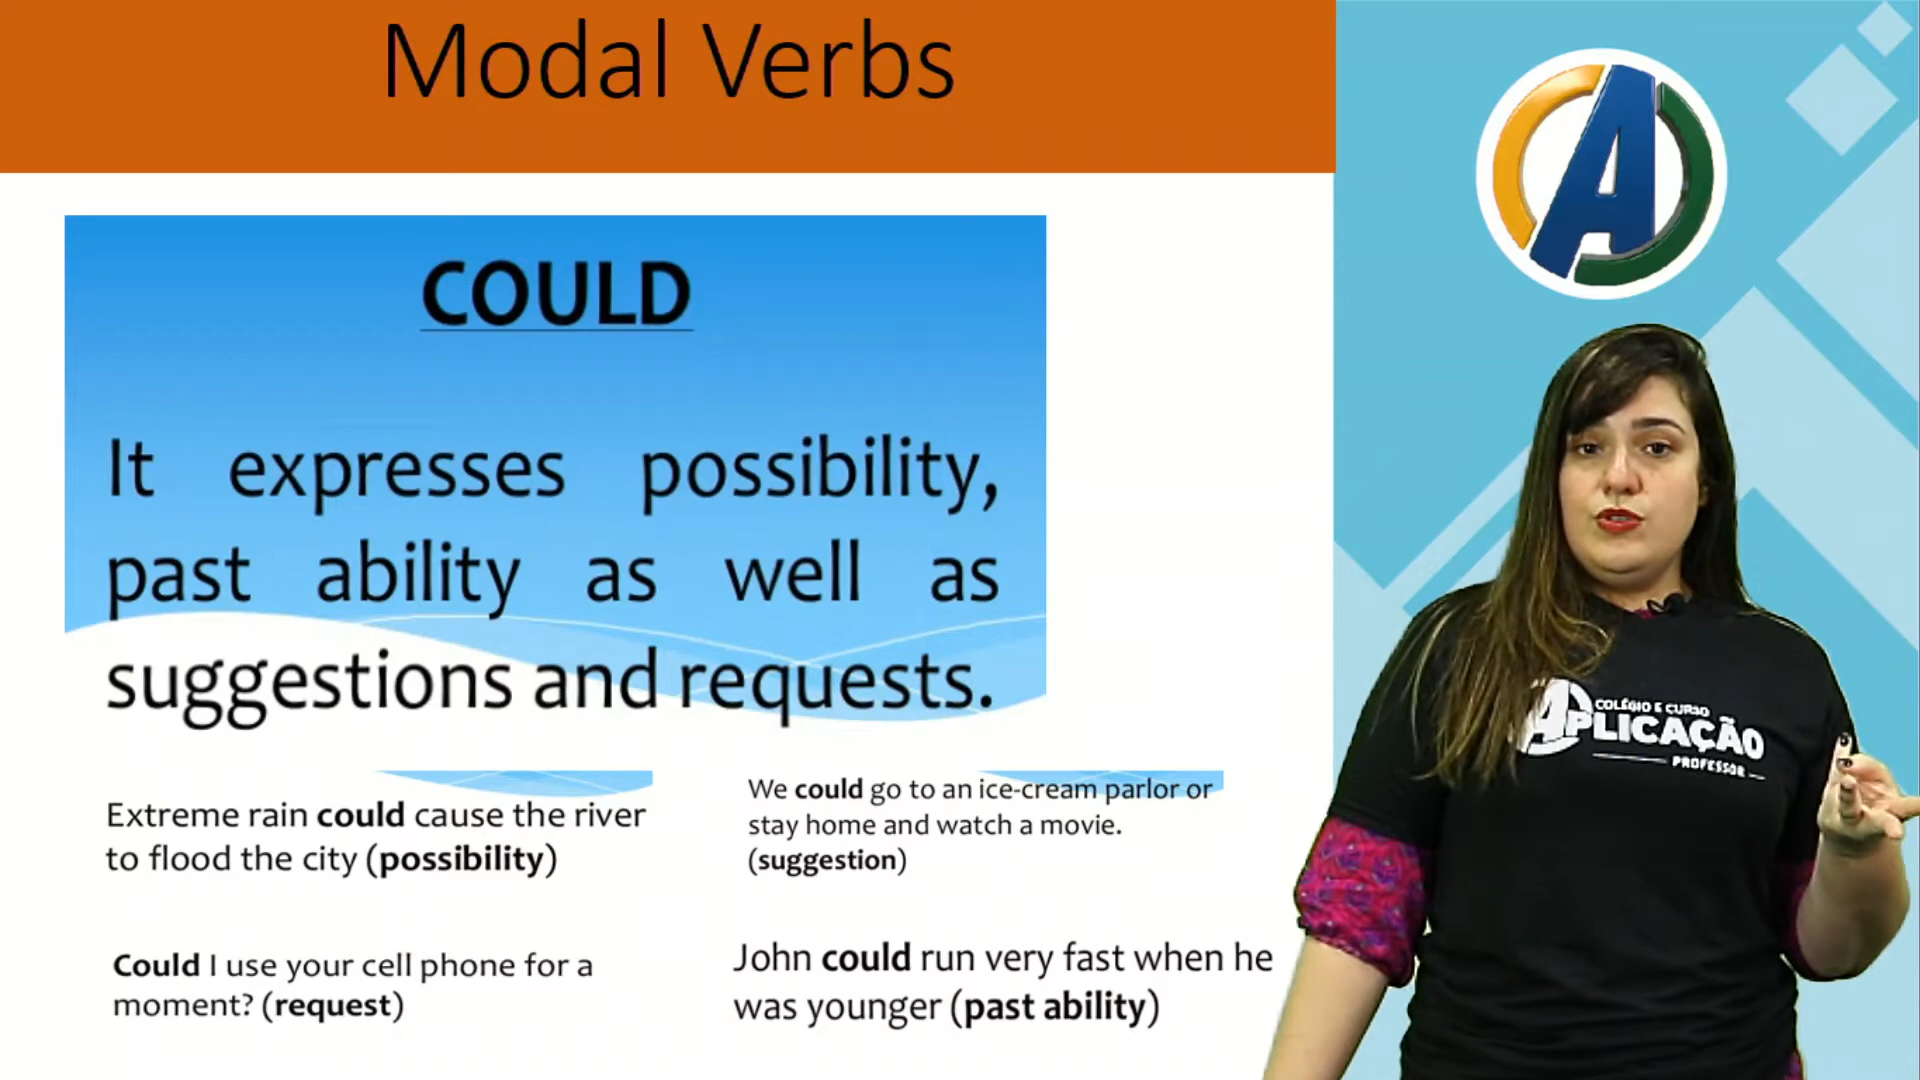 Modal Verbs
COULD
It expresses possibility,
past ability as well as
suggestions and requests.
Extreme rain could cause the river
to flood the city (possibility)
We could go to an ice-cream parlor or
stay home and watch a movie.
(suggestion)
Could I use your cell phone for a
moment? (request)
John could run very fast when he
was younger (past ability)
A
COLÉGIO E CURSO
APLICAÇÃO
PROFESSOR